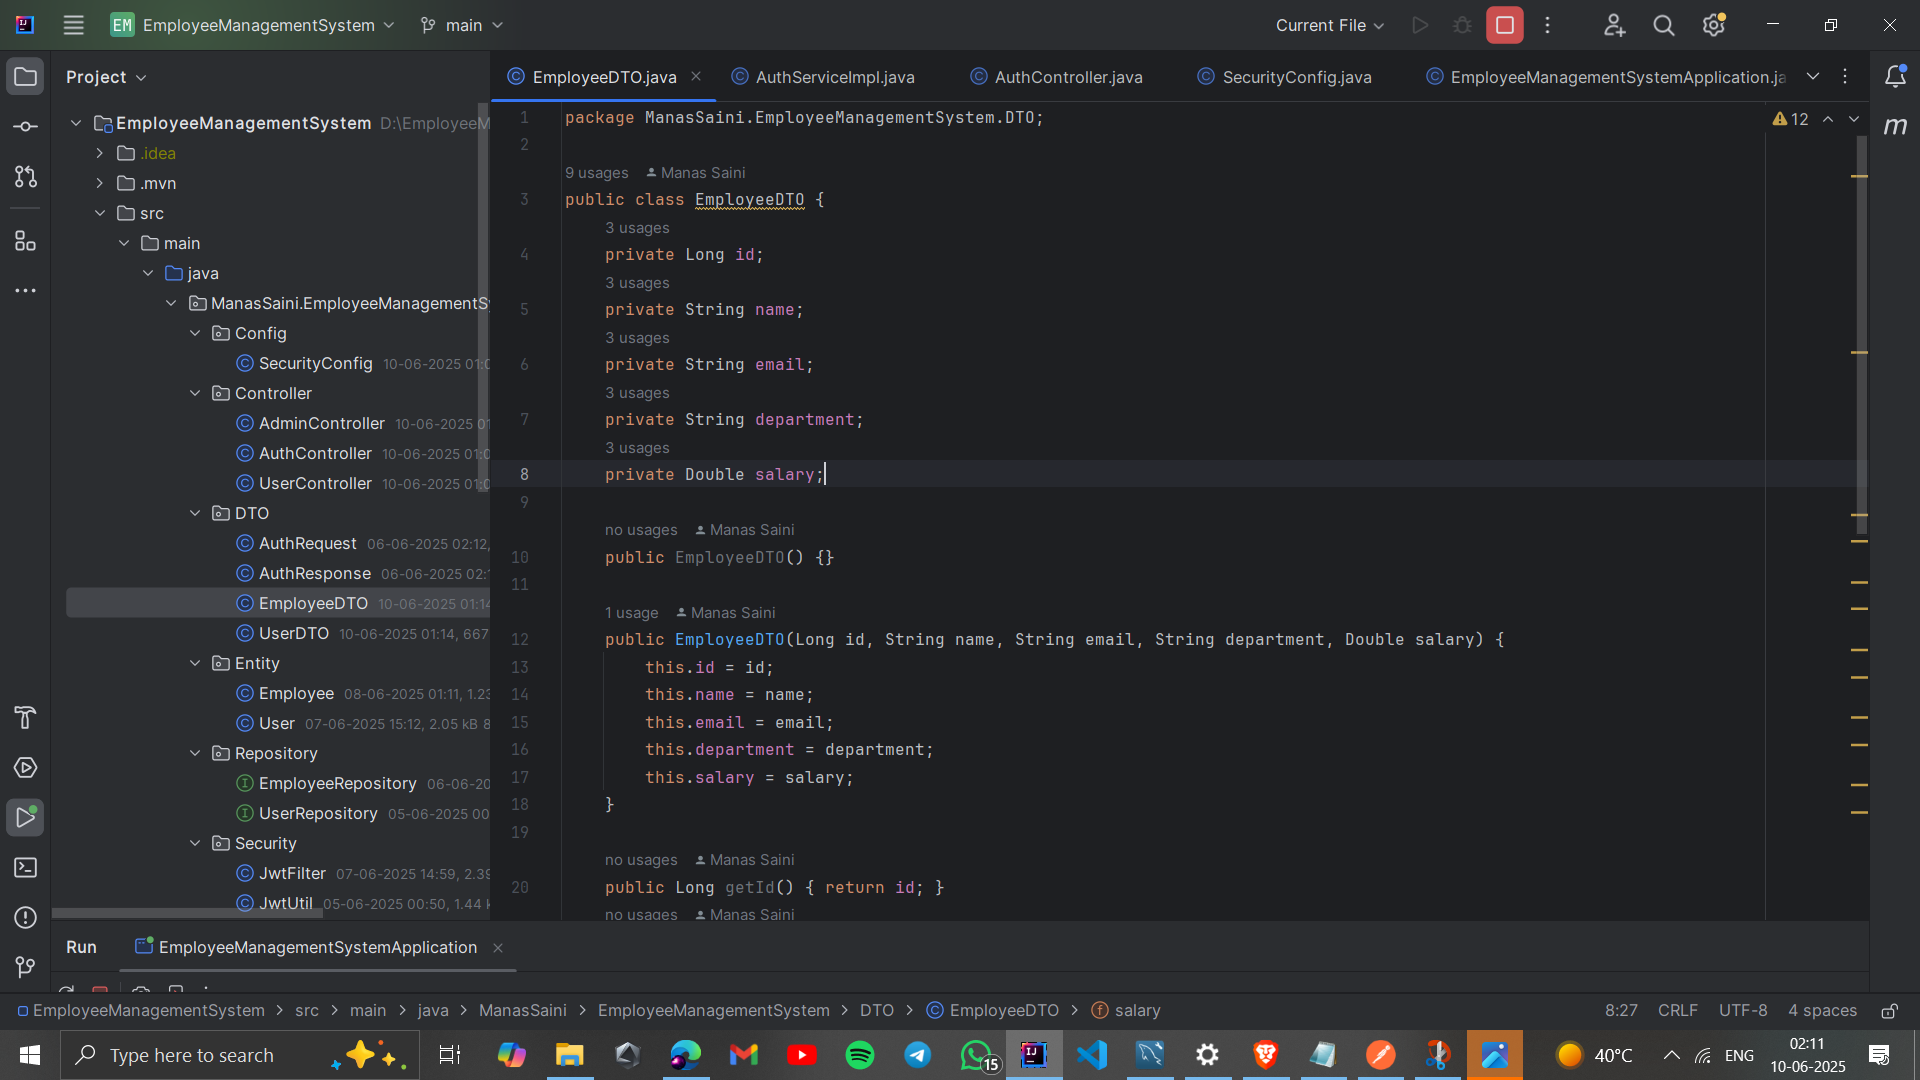 EM EmployeeManagementSystem main Current File
Project
EmployeeManagementSystem D:\EmployeeM
.idea
.mvn
src
main
java
ManasSaini.EmployeeManagementSy
Config
SecurityConfig 10-06-2025 01:0
Controller
AdminController 10-06-2025 01
AuthController 10-06-2025 01:0
UserController 10-06-2025 01:0
DTO
AuthRequest 06-06-2025 02:12,
AuthResponse 06-06-2025 02:1
EmployeeDTO 10-06-2025 01:14
UserDTO 10-06-2025 01:14, 667
Entity
Employee 08-06-2025 01:11, 1.23
User 07-06-2025 15:12, 2.05 kB 8
Repository
EmployeeRepository 06-06-20
UserRepository 05-06-2025 00
Security
JwtFilter 07-06-2025 14:59, 2.39
JwtUtil 05-06-2025 00:50, 1.44 k
EmployeeDTO.java AuthServiceImpl.java AuthController.java SecurityConfig.java EmployeeManagementSystemApplication.ja
12
1 package ManasSaini.EmployeeManagementSystem.DTO;
2
9 usages Manas Saini
3 public class EmployeeDTO {
3 usages
4 private Long id;
3 usages
5 private String name;
3 usages
6 private String email;
3 usages
7 private String department;
3 usages
8 private Double salary;
9
no usages Manas Saini
10 public EmployeeDTO() {}
11
1 usage Manas Saini
12 public EmployeeDTO(Long id, String name, String email, String department, Double salary) {
13 this.id = id;
14 this.name = name;
15 this.email = email;
16 this.department = department;
17 this.salary = salary;
18 }
19
no usages Manas Saini
20 public Long getId() { return id; }
no usages Manas Saini
Run EmployeeManagementSystemApplication
EmployeeManagementSystem > src > main > java > ManasSaini > EmployeeManagementSystem > DTO > EmployeeDTO > salary 8:27 CRLF UTF-8 4 spaces
Type here to search 15 40°C ENG 02:11
10-06-2025